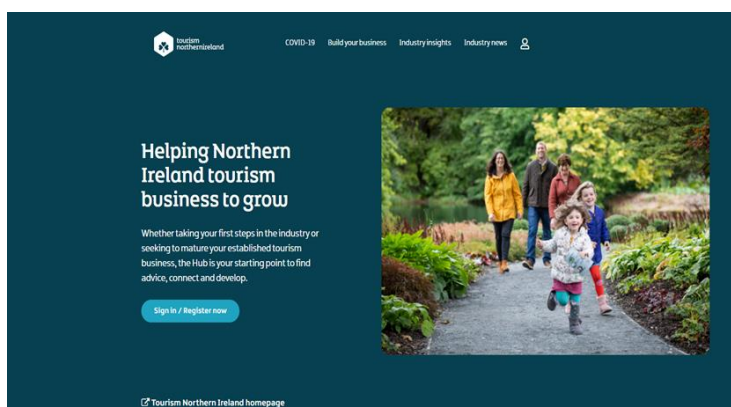 tourism
northernireland
COVID-19 Build your business Industry insights Industry news
Helping Northern
Ireland tourism
business to grow
Whether taking your first steps in the industry or
seeking to mature your established tourism
business, the Hub is your starting point to find
advice, connect and develop.
Sign in / Register now
Tourism Northern Ireland homepage